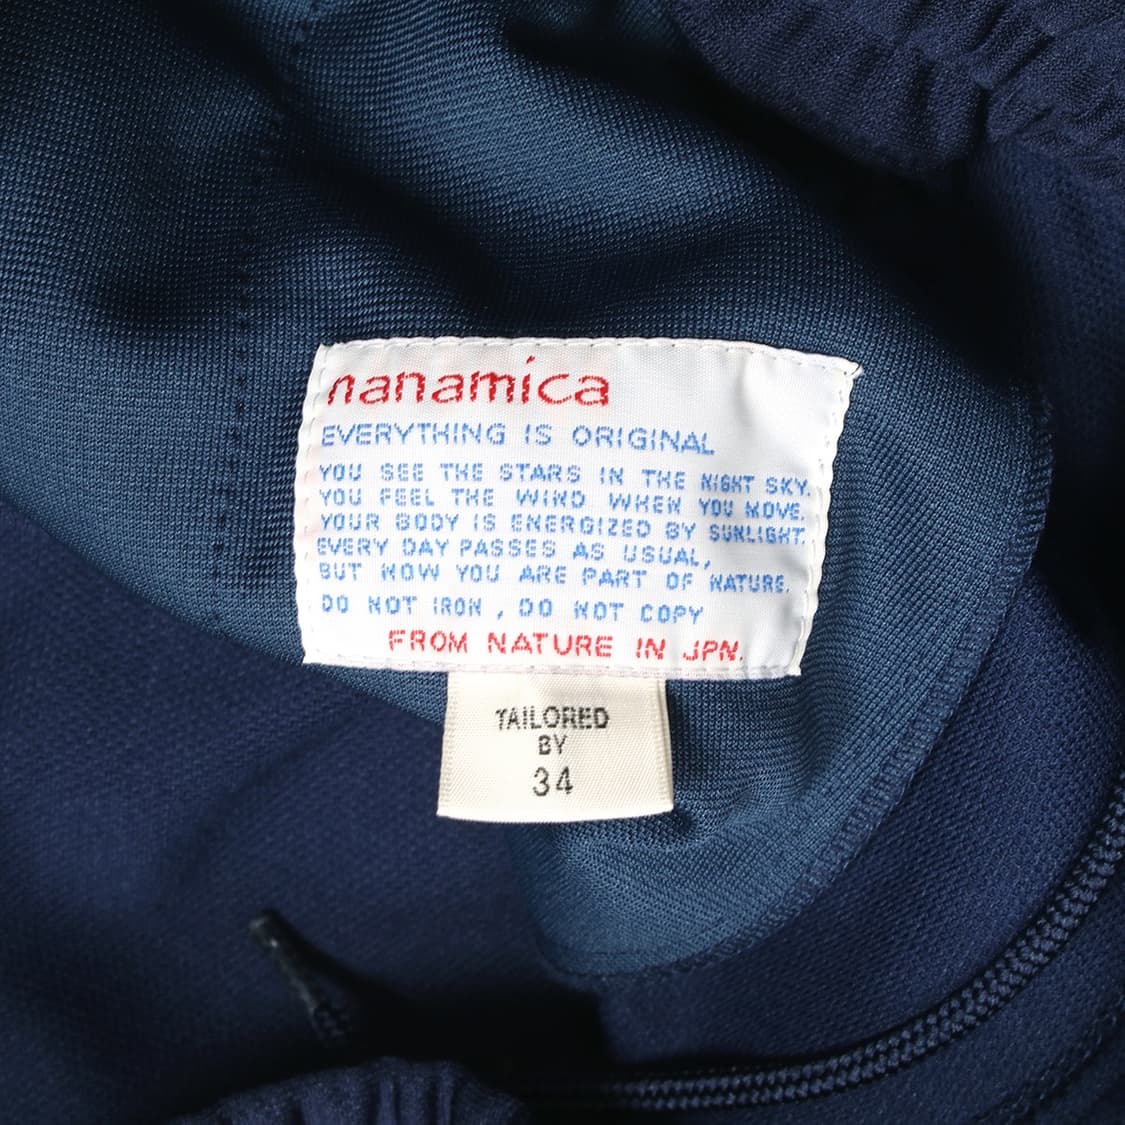 nanamica
EVERYTHING IS ORIGINAL
YOU SEE THE STARS IN THE NIGHT SKY.
YOU FEEL THE WIND WHEN YOU MOVE.
YOUR BODY IS ENERGIZED BY SUNLIGHT.
EVERY DAY PASSES AS USUAL,
BUT NOW YOU ARE PART OF NATURE.
DO NOT IRON , DO NOT COPY
FROM NATURE IN JPN.
TAILORED
BY
34